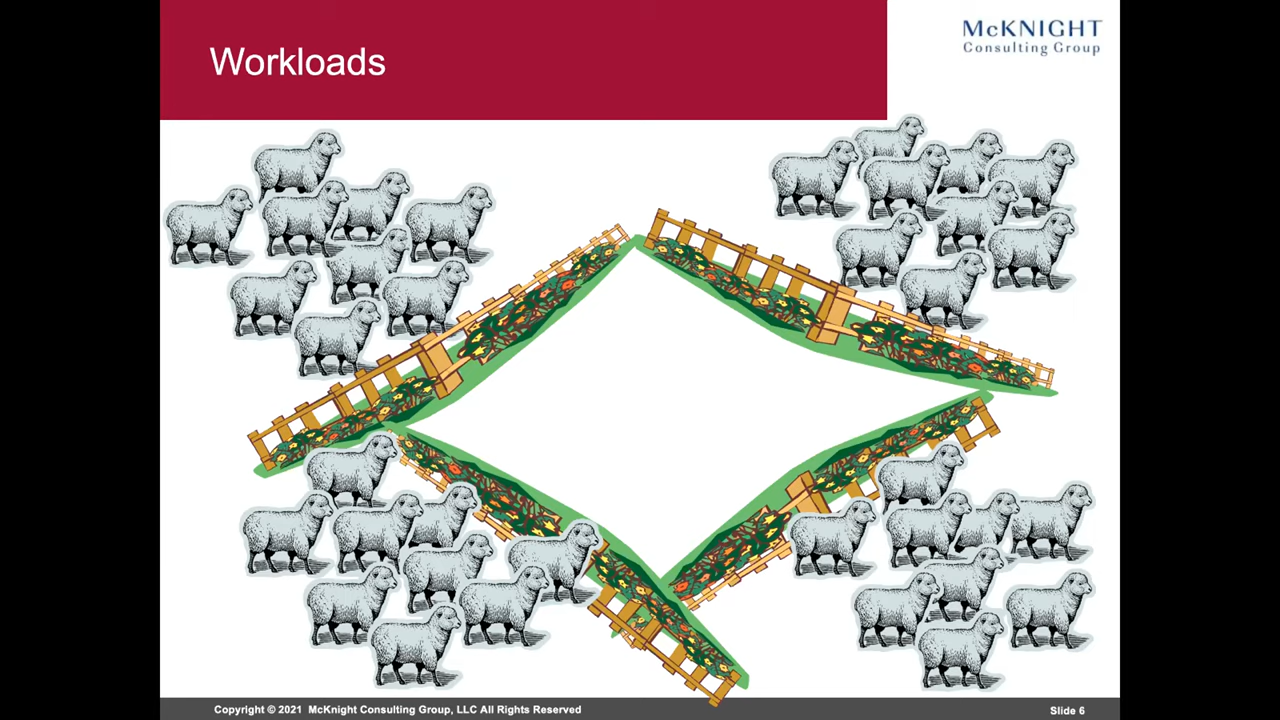 Workloads
McKNIGHT
Consulting Group
Copyright © 2021 McKnight Consulting Group, LLC All Rights Reserved
Slide 6